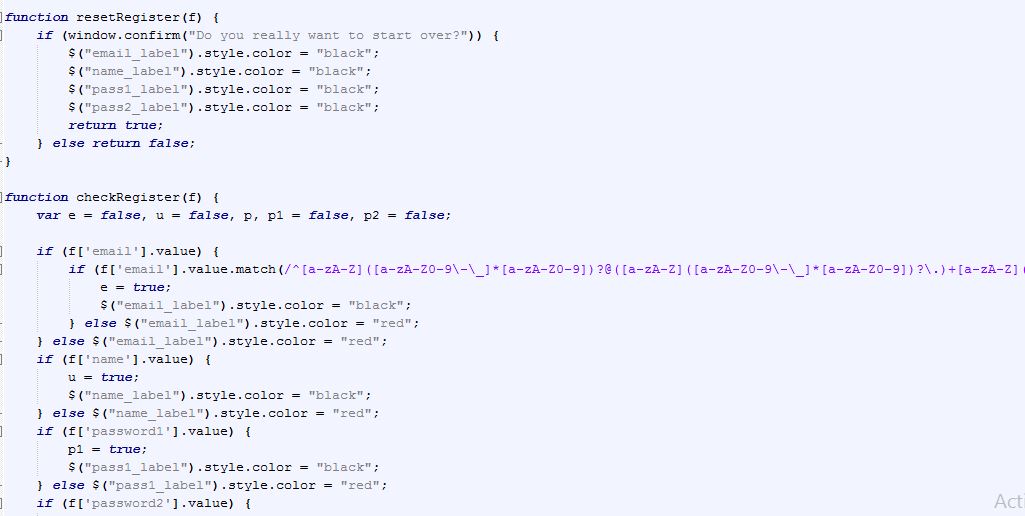 function resetRegister(f) {
if (window.confirm("Do you really want to start over?")) {
$("email_label").style.color = "black";
$("name_label").style.color = "black";
$("pass1_label").style.color = "black";
$("pass2_label").style.color = "black";
return true;
} else return false;
}
function checkRegister(f) {
var e = false, u = false, p, p1 = false, p2 = false;
if (f['email'].value) {
if (f['email'].value.match(/^[a-zA-Z]([a-zA-Z0-9\-\_]*[a-zA-Z0-9])?@([a-zA-Z]([a-zA-Z0-9\-\_]*[a-zA-Z0-9])?\.)+[a-zA-Z](
e = true;
$("email_label").style.color = "black";
} else $("email_label").style.color = "red";
} else $("email_label").style.color = "red";
if (f['name'].value) {
u = true;
$("name_label").style.color = "black";
} else $("name_label").style.color = "red";
if (f['password1'].value) {
p1 = true;
$("pass1_label").style.color = "black";
} else $("pass1_label").style.color = "red";
if (f['password2'].value) {
Acti